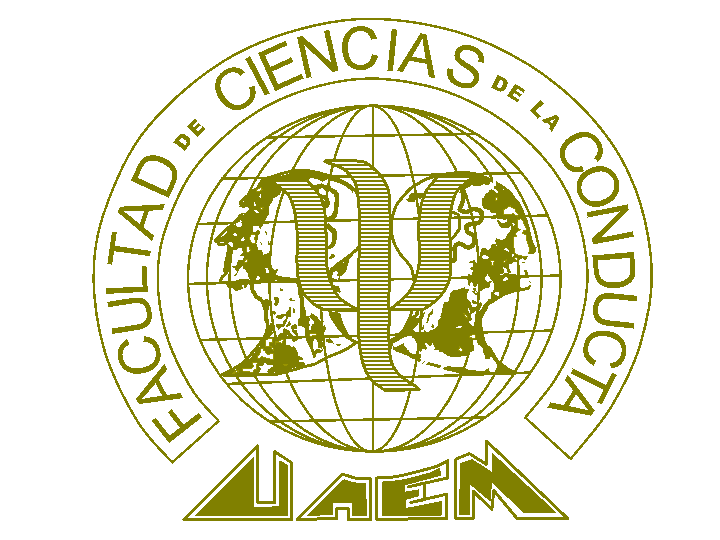 FACULTAD DE CIENCIAS DE LA CONDUCTA
Ψ
UAEM